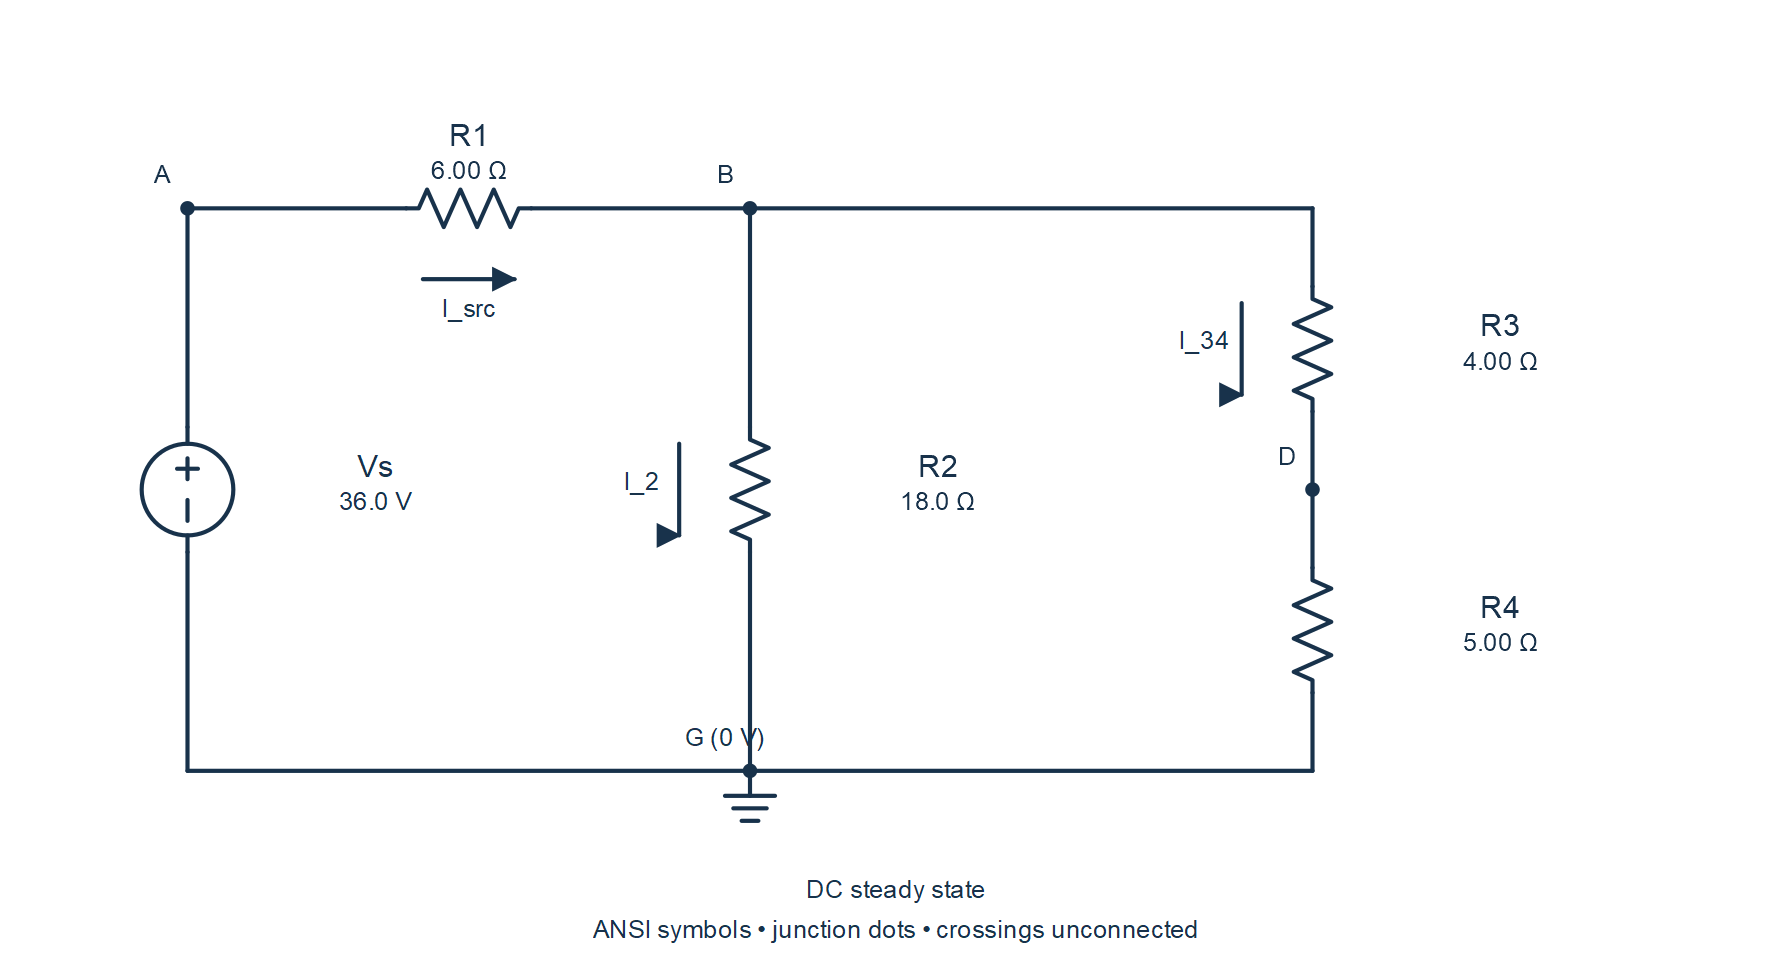 R1
6.00 Ω
A
B
I_src
I_34
R3
4.00 Ω
Vs
36.0 V
I_2
R2
18.0 Ω
D
R4
5.00 Ω
G (0 V)
DC steady state
ANSI symbols • junction dots • crossings unconnected